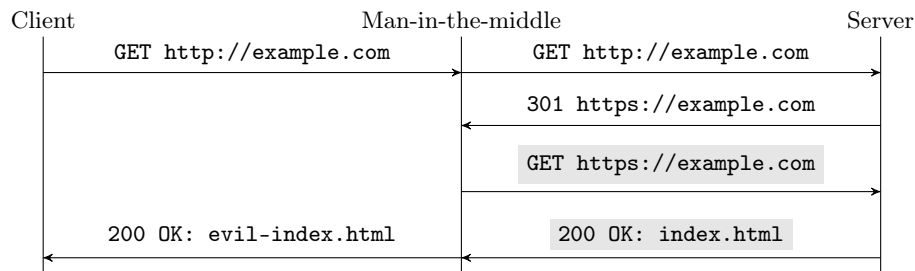 Client Man-in-the-middle Server
GET http://example.com GET http://example.com
301 https://example.com
GET https://example.com
200 OK: evil-index.html 200 OK: index.html